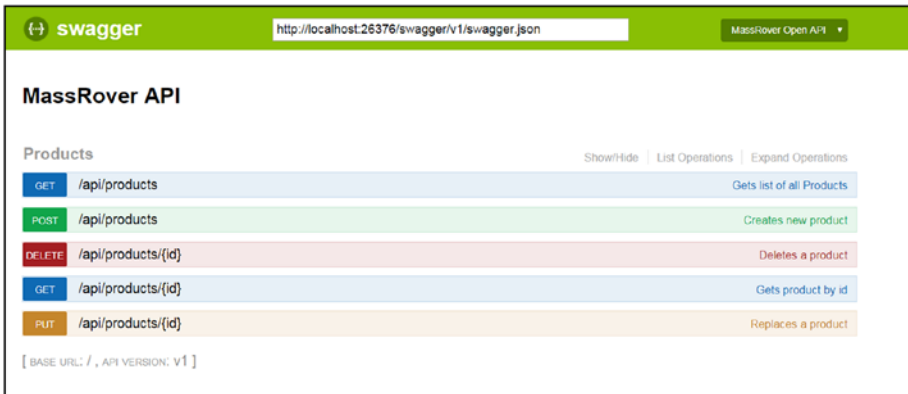 {··} swagger http://localhost:26376/swagger/v1/swagger.json MassRover Open API ▼
MassRover API
Products Show/Hide List Operations Expand Operations
GET /api/products Gets list of all Products
POST /api/products Creates new product
DELETE /api/products/{id} Deletes a product
GET /api/products/{id} Gets product by id
PUT /api/products/{id} Replaces a product
[ BASE URL: / , API VERSION: V1 ]